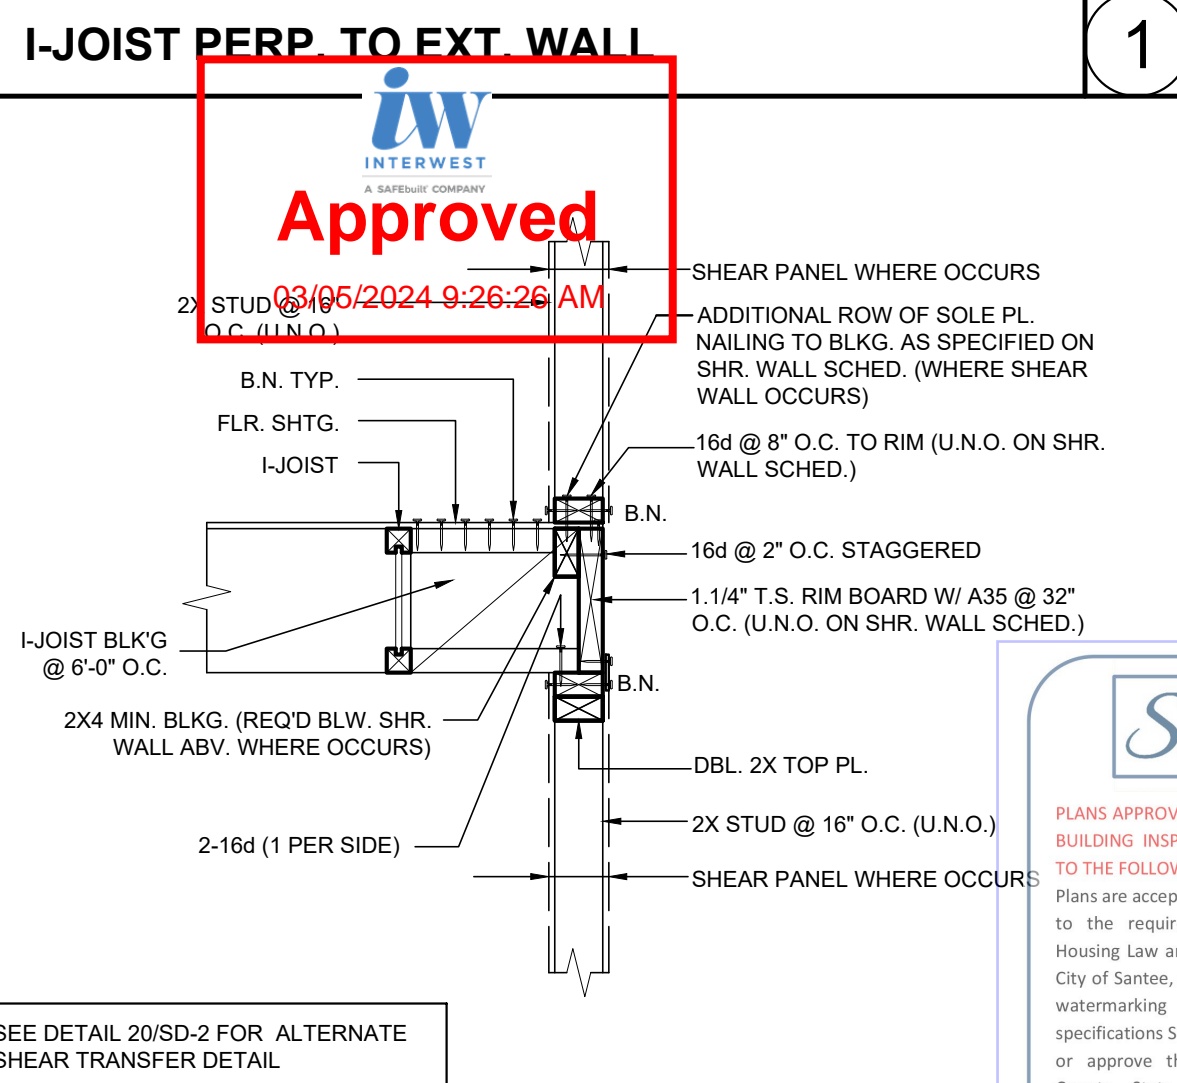 I-JOIST PERP. TO EXT. WALL
1
iw
INTERWEST
A SAFEbuilt COMPANY
Approved
03/05/2024 9:26:26 AM
2X STUD @ 16"
O.C. (U.N.O.)
B.N. TYP.
FLR. SHTG.
I-JOIST
I-JOIST BLK'G
@ 6'-0" O.C.
2X4 MIN. BLKG. (REQ'D BLW. SHR.
WALL ABV. WHERE OCCURS)
2-16d (1 PER SIDE)
SHEAR PANEL WHERE OCCURS
ADDITIONAL ROW OF SOLE PL.
NAILING TO BLKG. AS SPECIFIED ON
SHR. WALL SCHED. (WHERE SHEAR
WALL OCCURS)
16d @ 8" O.C. TO RIM (U.N.O. ON SHR.
WALL SCHED.)
B.N.
16d @ 2" O.C. STAGGERED
1.1/4" T.S. RIM BOARD W/ A35 @ 32"
O.C. (U.N.O. ON SHR. WALL SCHED.)
B.N.
DBL. 2X TOP PL.
2X STUD @ 16" O.C. (U.N.O.)
SHEAR PANEL WHERE OCCURS
SEE DETAIL 20/SD-2 FOR ALTERNATE
SHEAR TRANSFER DETAIL
S
PLANS APPROV
BUILDING INSP
TO THE FOLLOW
Plans are accep
to the requir
Housing Law a
City of Santee,
watermarking
specifications S
or approve th